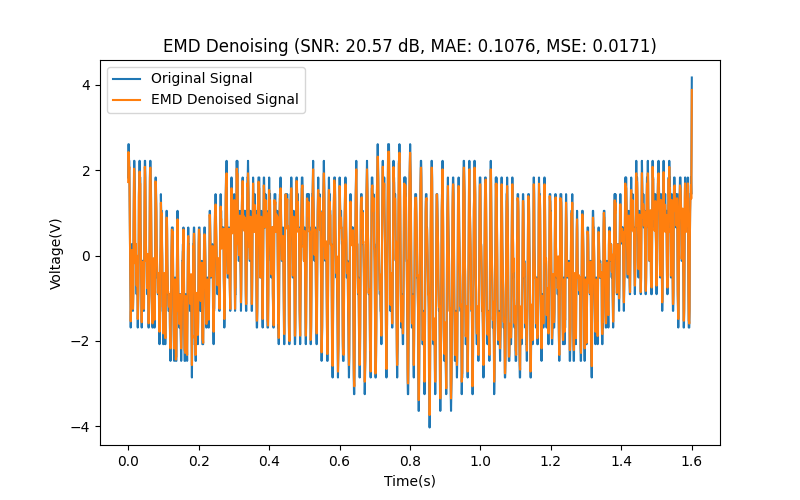 EMD Denoising (SNR: 20.57 dB, MAE: 0.1076, MSE: 0.0171)
Original Signal
EMD Denoised Signal
4
2
0
−2
−4
Voltage(V)
0.0 0.2 0.4 0.6 0.8 1.0 1.2 1.4 1.6
Time(s)